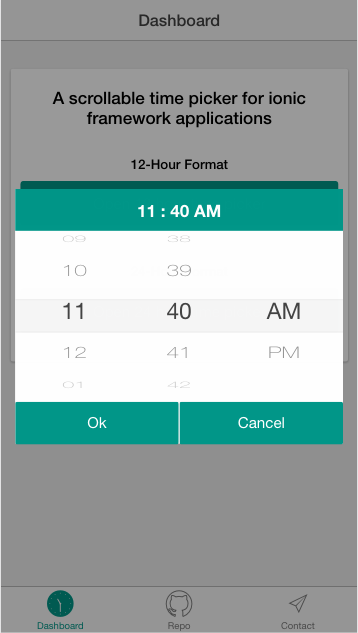 Dashboard
A scrollable time picker for ionic
framework applications
12-Hour Format
11 : 40 AM
09 38
10 39
11 40 AM
12 41 PM
01 42
Ok Cancel
Dashboard Repo Contact